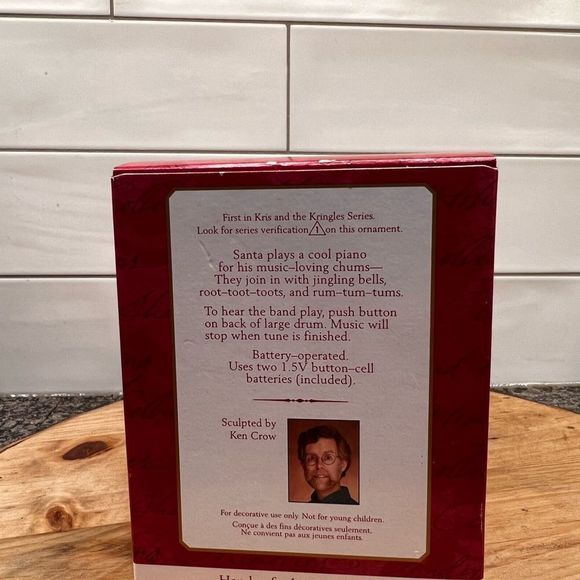 First in Kris and the Kringles Series.
Look for series verification 1 on this ornament.
Santa plays a cool piano
for his music–loving chums—
They join in with jingling bells,
root–toot–toots, and rum–tum–tums.
To hear the band play, push button
on back of large drum. Music will
stop when tune is finished.
Battery–operated.
Uses two 1.5V button–cell
batteries (included).
Sculpted by
Ken Crow
For decorative use only. Not for young children.
Conçue à des fins décoratives seulement.
Ne convient pas aux jeunes enfants.